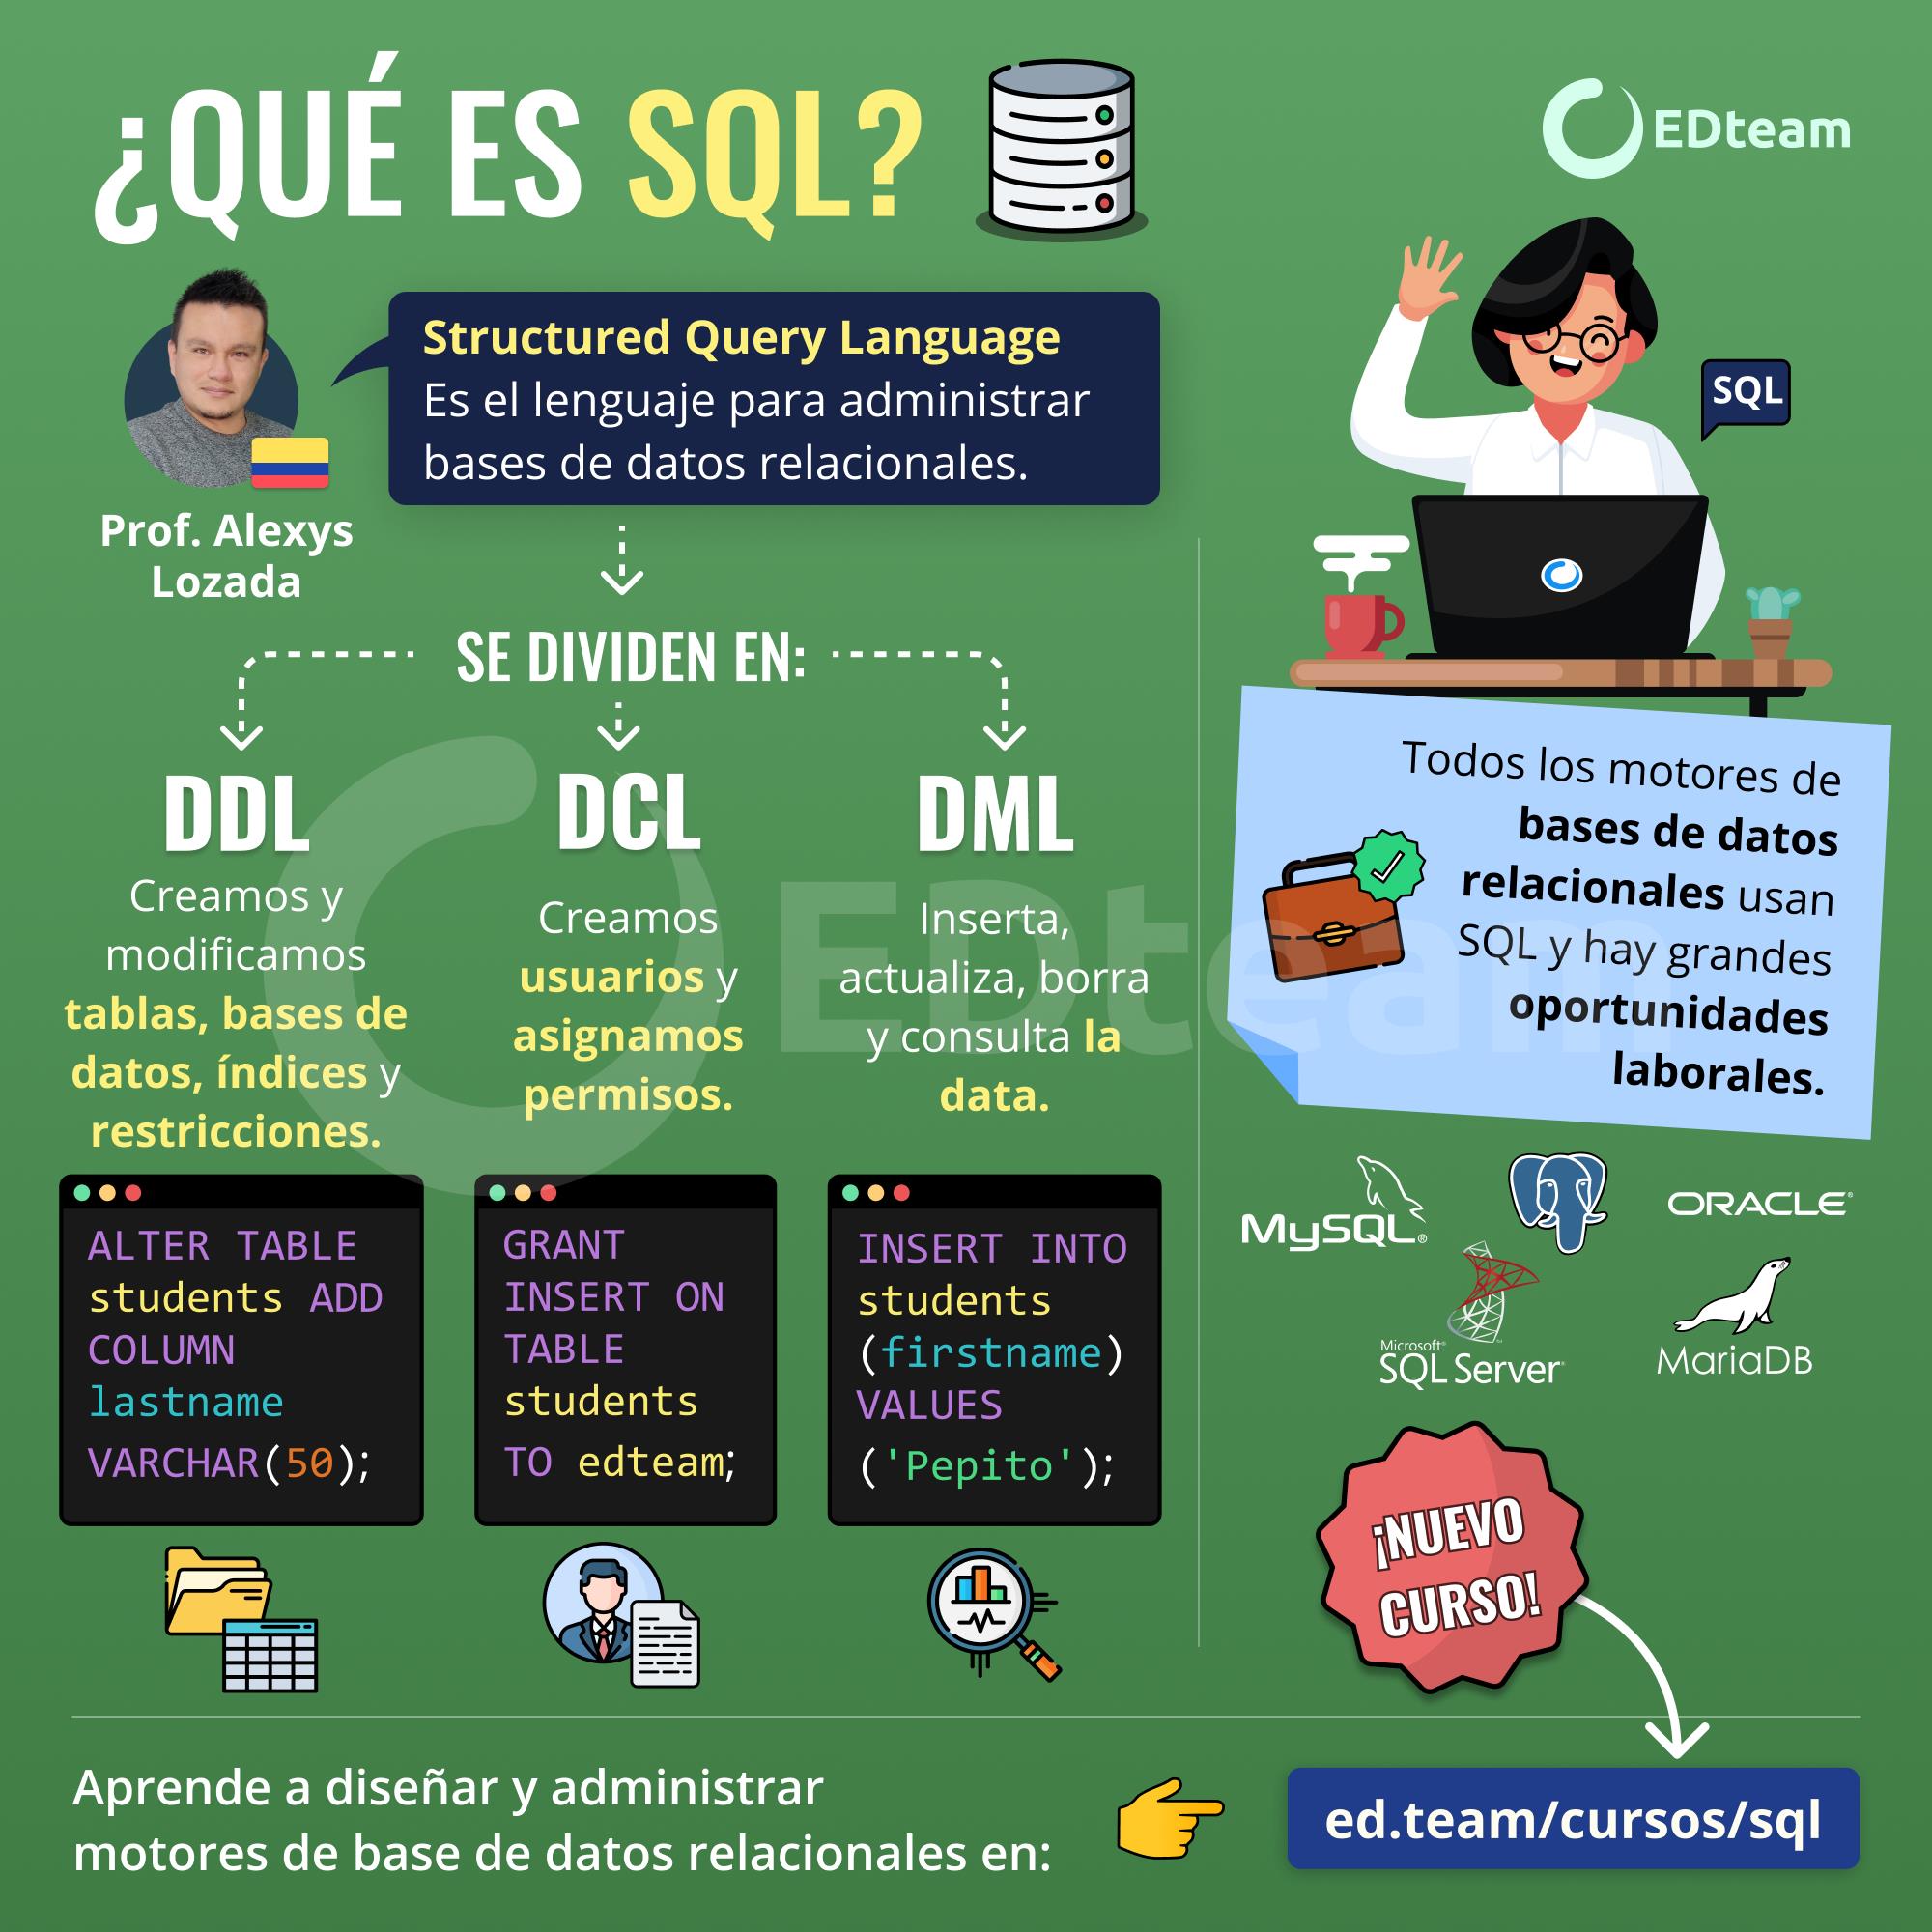 ¿QUÉ ES SQL?
EDteam
Structured Query Language
Es el lenguaje para administrar
bases de datos relacionales.
Prof. Alexys
Lozada
SQL
SE DIVIDEN EN:
DDL
Creamos y
modificamos
tablas, bases de
datos, índices y
restricciones.
ALTER TABLE
students ADD
COLUMN
lastname
VARCHAR(50);
DCL
Creamos
usuarios y
asignamos
permisos.
GRANT
INSERT ON
TABLE
students
TO edteam;
DML
Inserta,
actualiza, borra
y consulta la
data.
INSERT INTO
students
(firstname)
VALUES
('Pepito');
EDteam
Todos los motores de
bases de datos
relacionales usan
SQL y hay grandes
oportunidades
laborales.
MySQL®
ORACLE®
Microsoft®
SQL Server®
MariaDB
¡NUEVO
CURSO!
Aprende a diseñar y administrar
motores de base de datos relacionales en:
ed.team/cursos/sql